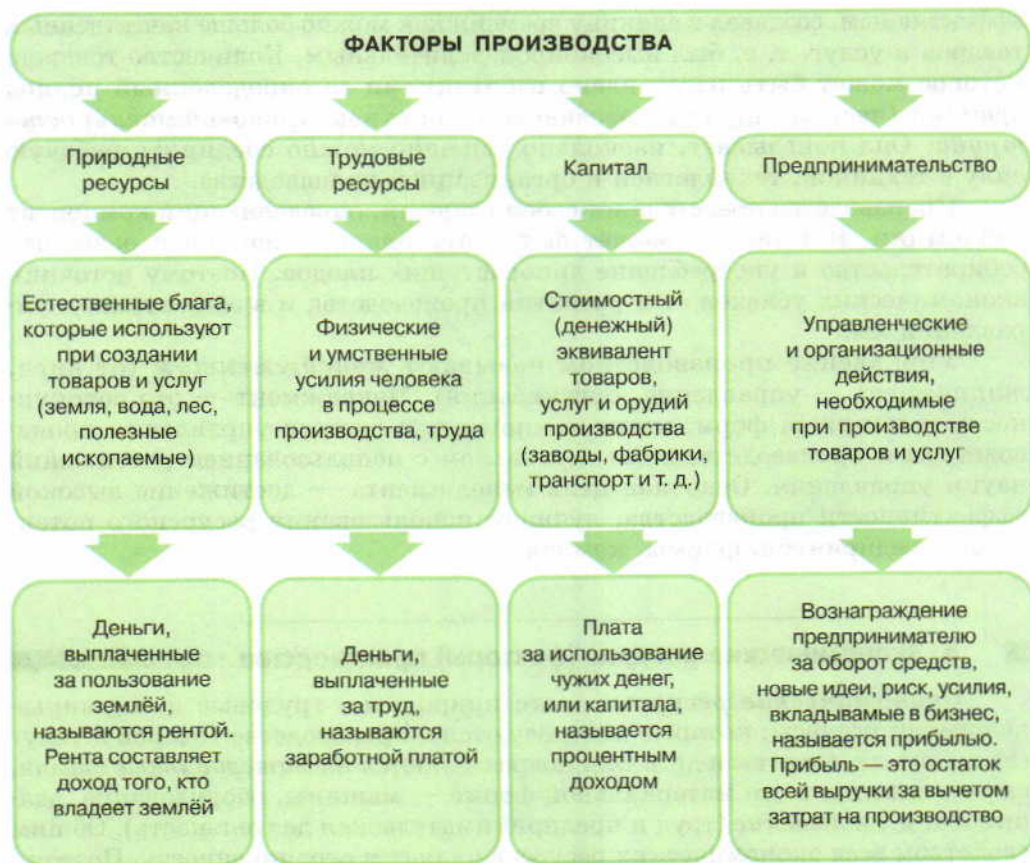 ФАКТОРЫ ПРОИЗВОДСТВА
Природные
ресурсы
Трудовые
ресурсы
Капитал
Предпринимательство
Естественные блага,
которые используют
при создании
товаров и услуг
(земля, вода, лес,
полезные
ископаемые)
Физические
и умственные
усилия человека
в процессе
производства, труда
Стоимостный
(денежный)
эквивалент
товаров,
услуг и орудий
производства
(заводы, фабрики,
транспорт и т. д.)
Управленческие
и организационные
действия,
необходимые
при производстве
товаров и услуг
Деньги,
выплаченные
за пользование
землёй,
называются рентой.
Рента составляет
доход того, кто
владеет землёй
Деньги,
выплаченные
за труд,
называются
заработной платой
Плата
за использование
чужих денег,
или капитала,
называется
процентным
доходом
Вознаграждение
предпринимателю
за оборот средств,
новые идеи, риск, усилия,
вкладывамые в бизнес,
называется прибылью.
Прибыль — это остаток
всей выручки за вычетом
затрат на производство